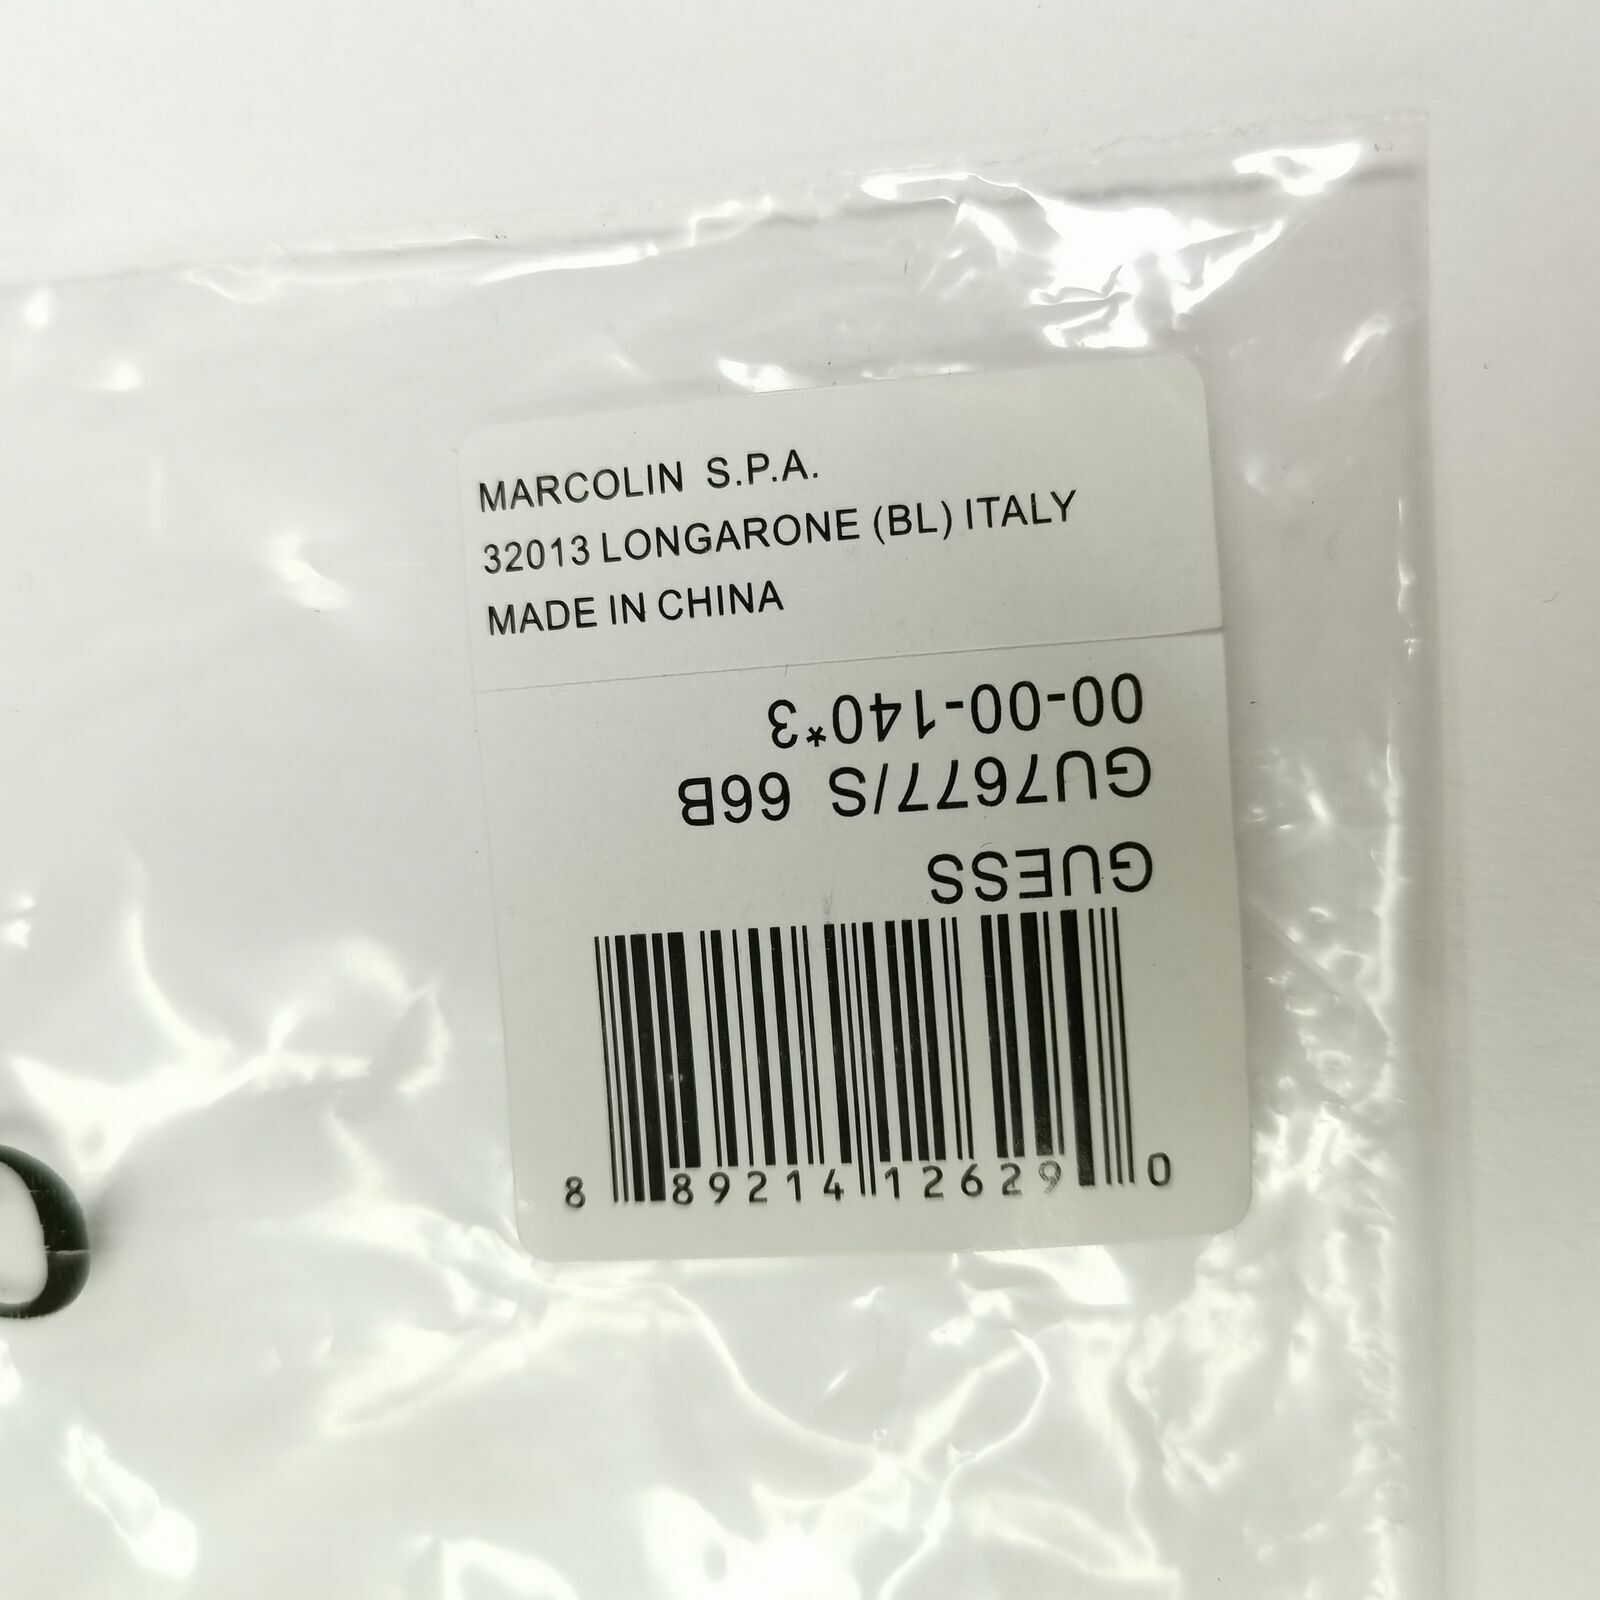 MARCOLIN S.P.A.
32013 LONGARONE (BL) ITALY
MADE IN CHINA
GUESS
GU7677/S 66B
00-00-140*3
8 89214 12629 0